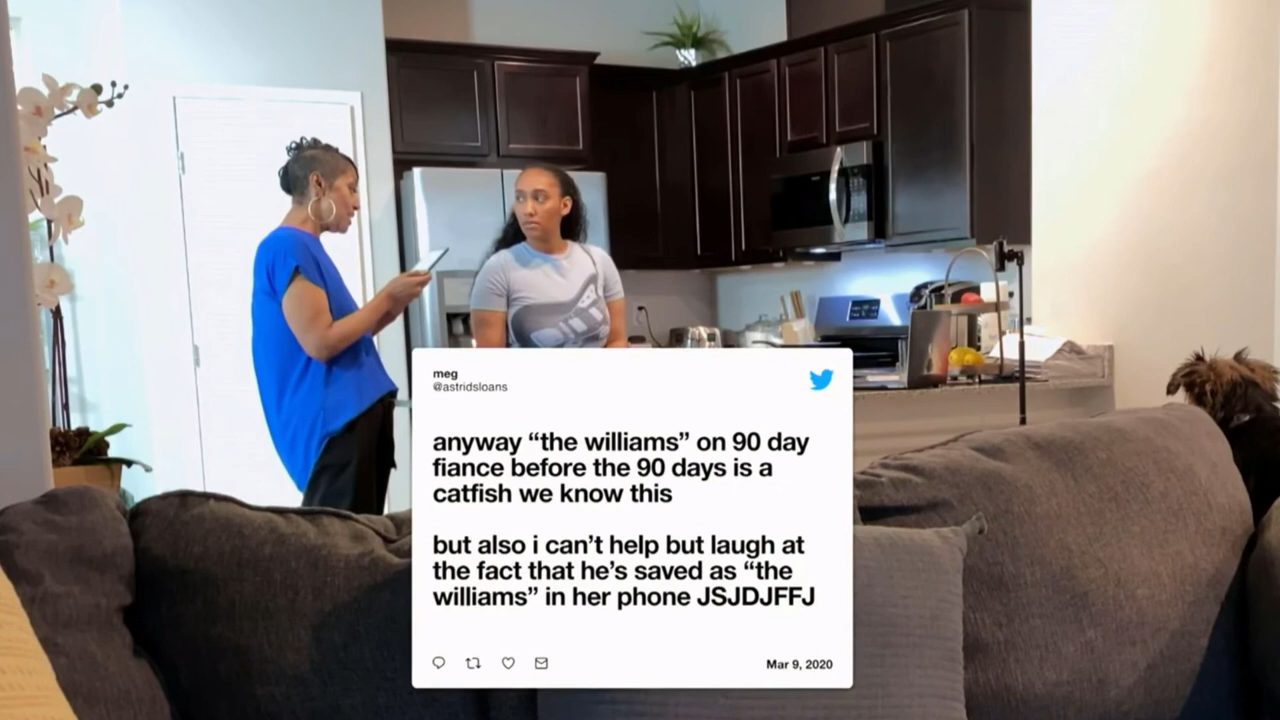 meg
@astridsloans
anyway “the williams” on 90 day
fiance before the 90 days is a
catfish we know this
but also i can’t help but laugh at
the fact that he’s saved as “the
williams” in her phone JSJDJFFJ
Mar 9, 2020